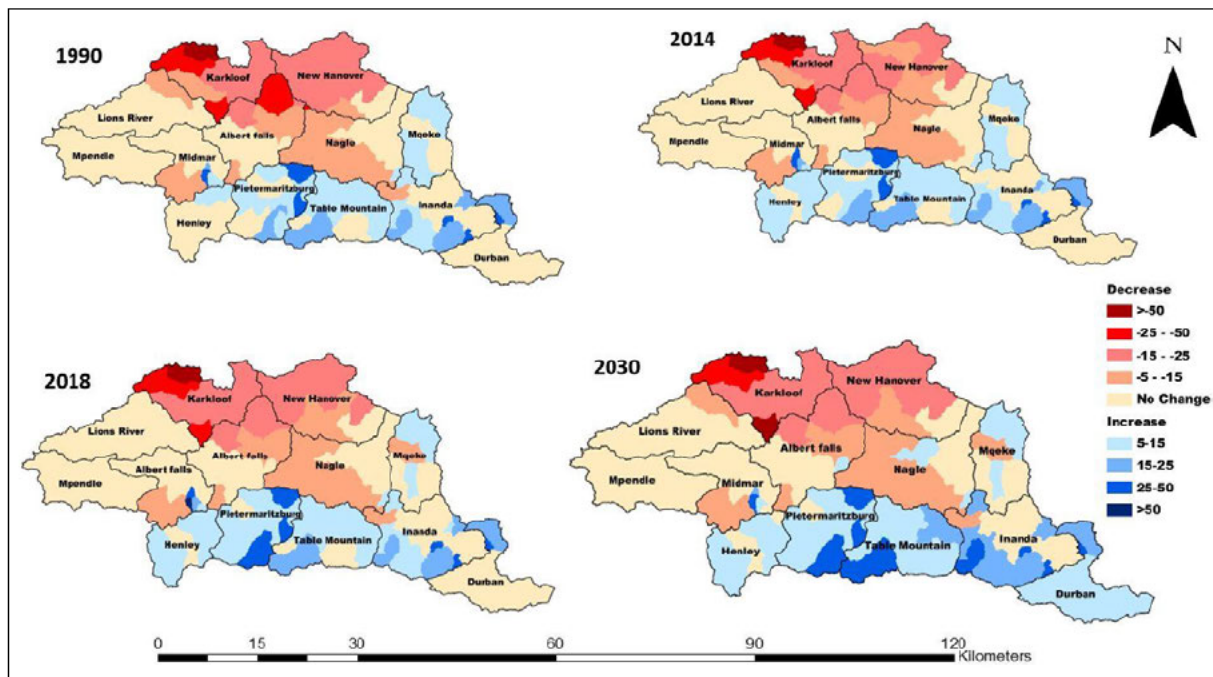 1990
Karkloof
New Hanover
Lions River
Albert falls
Mpendle
Midmar
Nagle
Mqeke
Pietermaritzburg
Table Mountain
Inanda
Henley
Durban
2014
Karkloof
New Hanover
Lions River
Albert falls
Mpendle
Midmar
Nagle
Mqeke
Pietermaritzburg
Table Mountain
Inanda
Henley
Durban
N
2018
Karkloof
New Hanover
Lions River
Albert falls
Albert falls
Mpendle
Nagle
Mqeke
Pietermaritzburg
Table Mountain
Inanda
Henley
Durban
2030
Karkloof
New Hanover
Lions River
Albert falls
Mpendle
Midmar
Nagle
Mqeke
Pietermaritzburg
Table Mountain
Inanda
Henley
Durban
Decrease
>-50
-25 - -50
-15 - -25
-5 - -15
No Change
Increase
5-15
15-25
25-50
>50
0 15 30 60 90 120
Kilometers